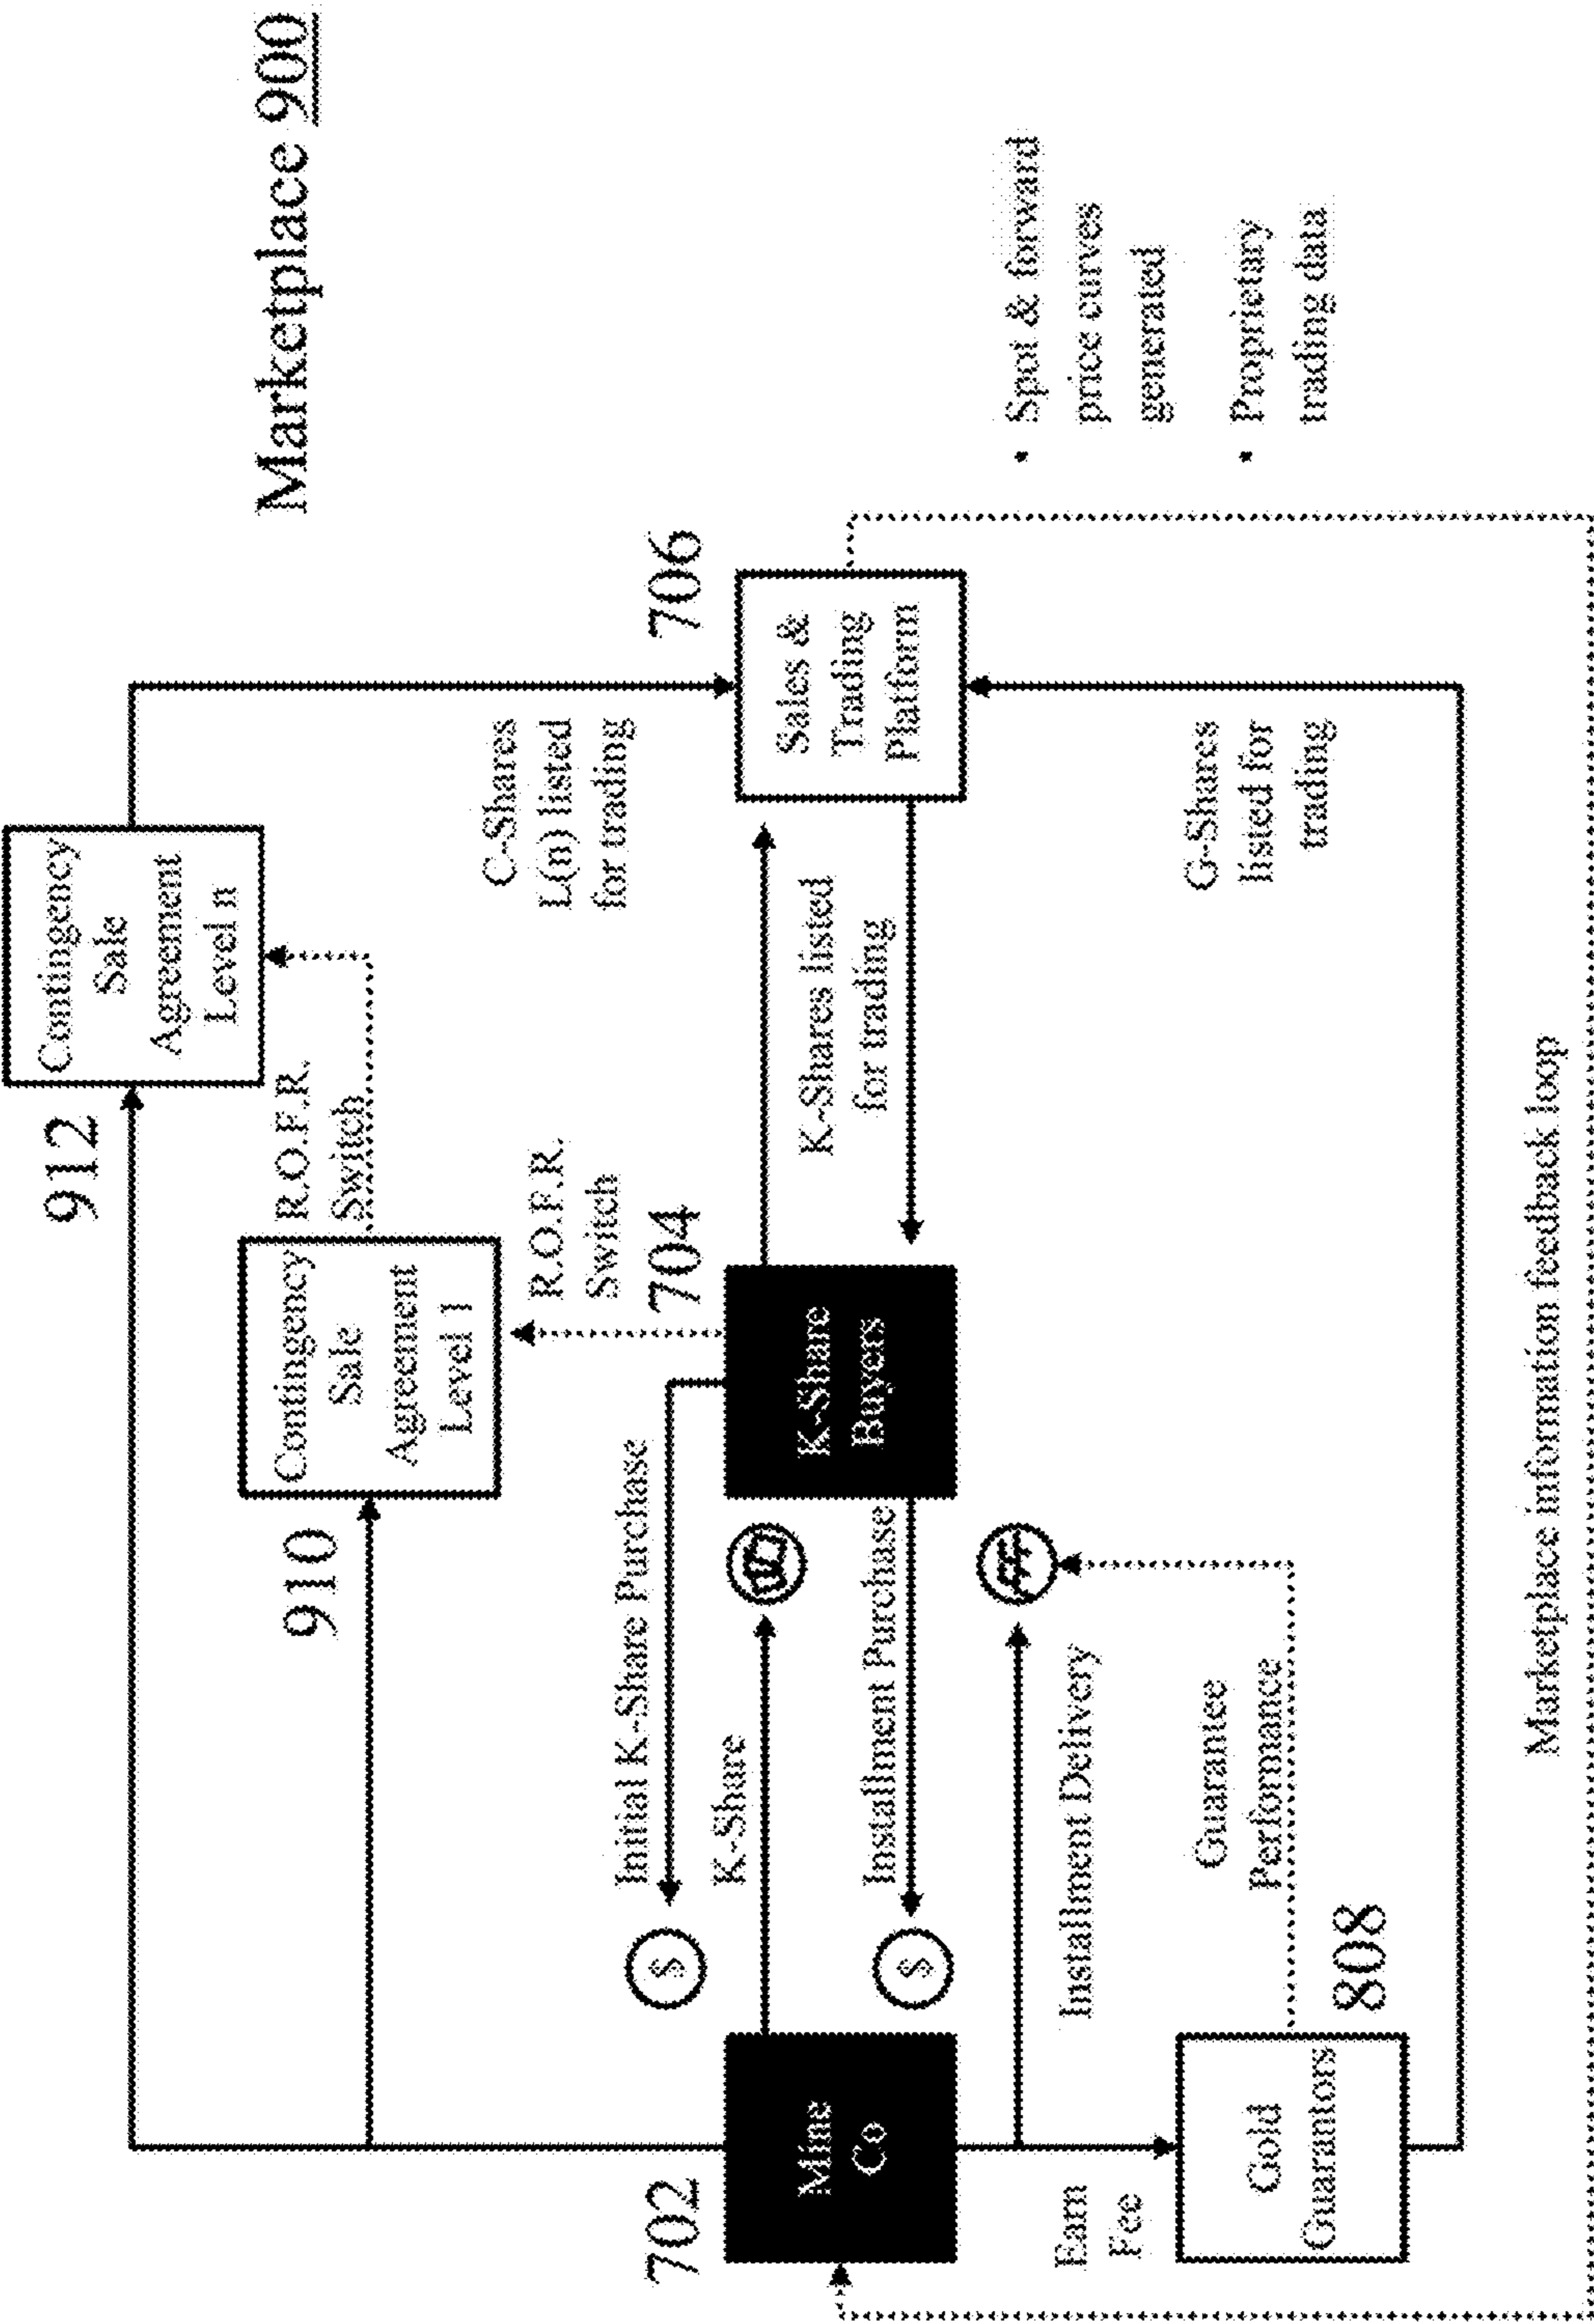 Marketplace 900
912
Contingency
Sale
Agreement
Level n
910
Contingency
Sale
Agreement
Level 1
R.O.F.R.
Switch
R.O.F.R.
Switch
C-Shares
L(n) listed
for trading
702
Mine
Co
Initial K-Share Purchase
$
K-Share
Installment Purchase
$
Installment Delivery
704
K-Share
Buyers
K-Shares listed
for trading
706
Sales &
Trading
Platform
• Spot & forward
price curves
generated
• Proprietary
trading data
Earn
Fee
Gold
Guarantors
808
Guarantee
Performance
G-Shares
listed for
trading
Marketplace information feedback loop